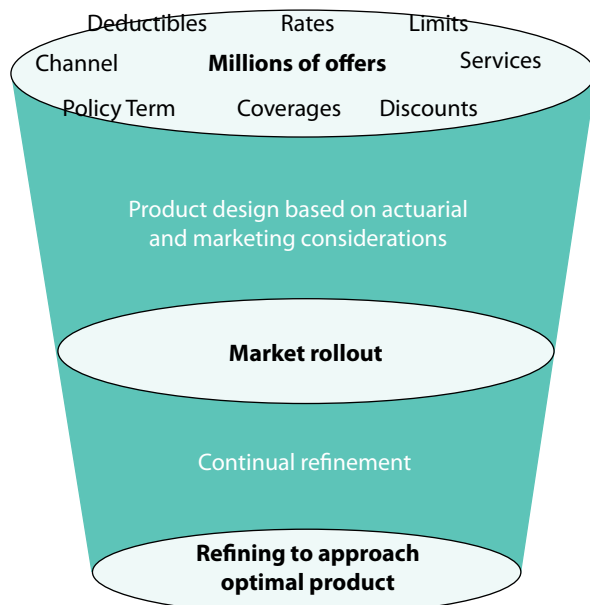 Deductibles Rates Limits
Channel Millions of offers Services
Policy Term Coverages Discounts
Product design based on actuarial
and marketing considerations
Market rollout
Continual refinement
Refining to approach
optimal product